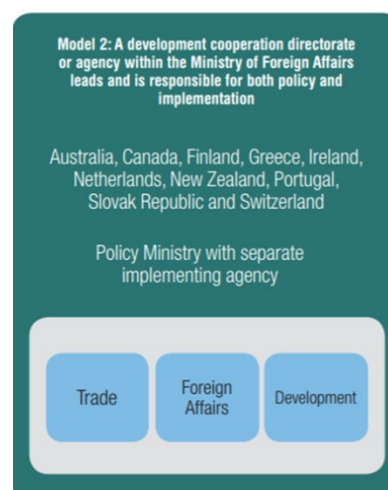 Model 2: A development cooperation directorate
or agency within the Ministry of Foreign Affairs
leads and is responsible for both policy and
implementation
Australia, Canada, Finland, Greece, Ireland,
Netherlands, New Zealand, Portugal,
Slovak Republic and Switzerland
Policy Ministry with separate
implementing agency
Trade
Foreign
Affairs
Development